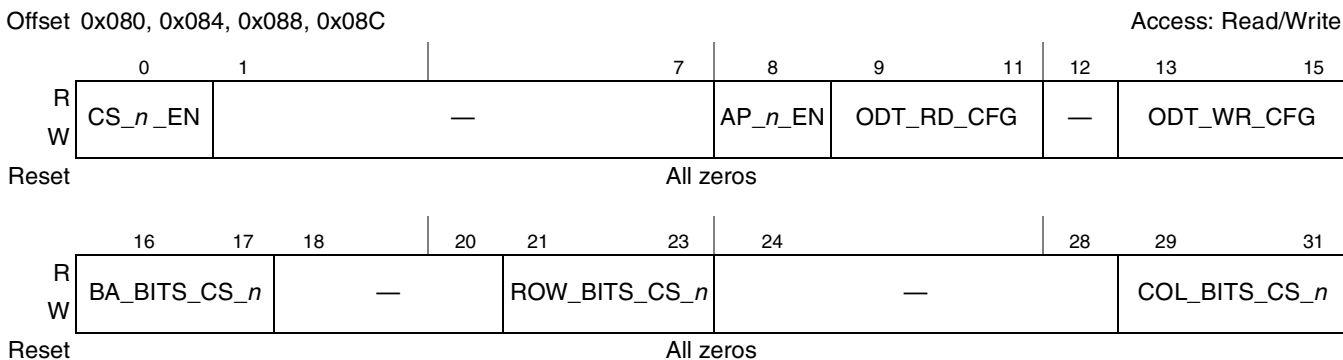 Offset 0x080, 0x084, 0x088, 0x08C Access: Read/Write
0 1 7 8 9 11 12 13 15
R
W
CS_n _EN — AP_n_EN ODT_RD_CFG — ODT_WR_CFG
Reset All zeros
16 17 18 20 21 23 24 28 29 31
R
W
BA_BITS_CS_n — ROW_BITS_CS_n — COL_BITS_CS_n
Reset All zeros